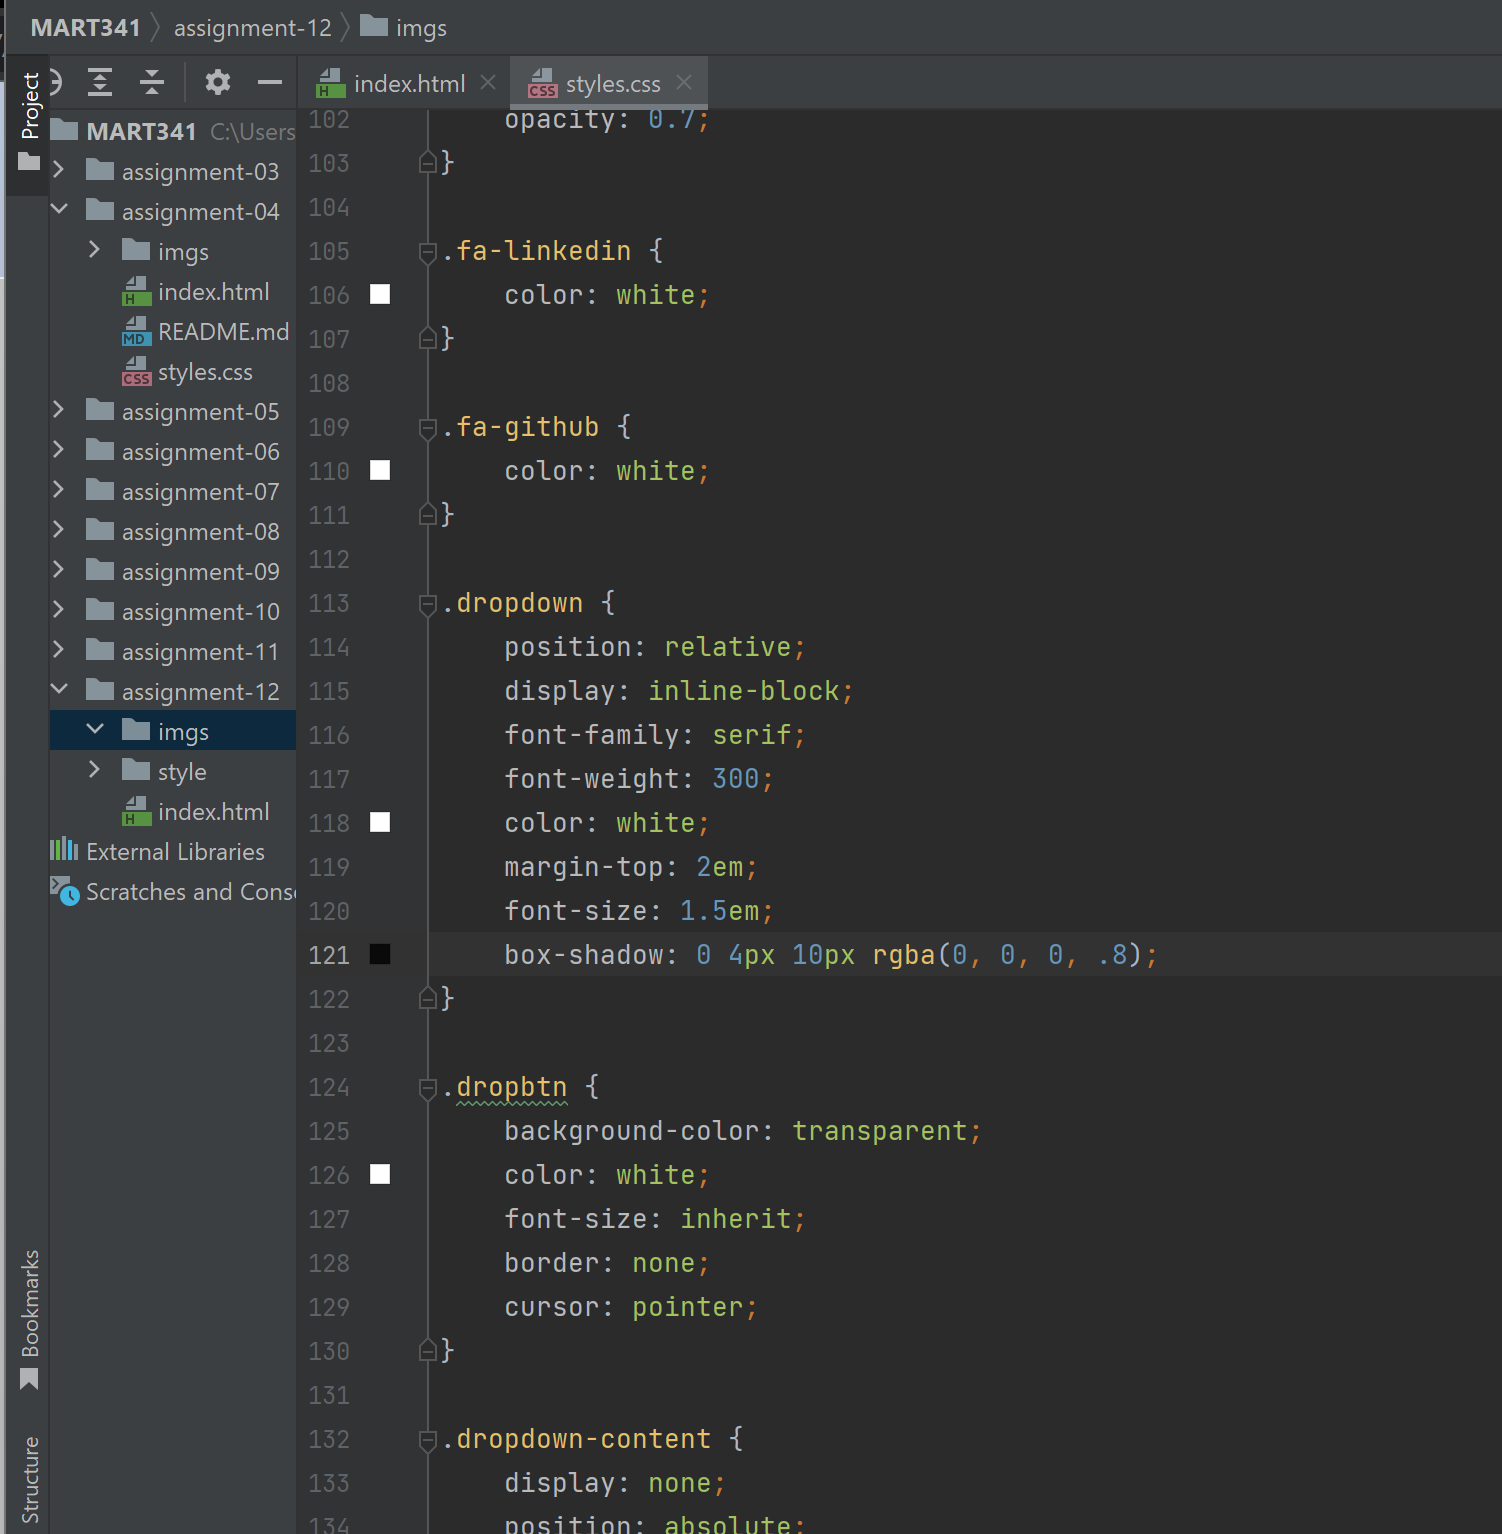 MART341 assignment-12 imgs
Project
index.html
styles.css
MART341 C:\Users
assignment-03
assignment-04
imgs
index.html
README.md
styles.css
assignment-05
assignment-06
assignment-07
assignment-08
assignment-09
assignment-10
assignment-11
assignment-12
imgs
style
index.html
External Libraries
Scratches and Cons
Bookmarks
Structure
102 opacity: 0.7;
103 }
104
105 .fa-linkedin {
106 color: white;
107 }
108
109 .fa-github {
110 color: white;
111 }
112
113 .dropdown {
114 position: relative;
115 display: inline-block;
116 font-family: serif;
117 font-weight: 300;
118 color: white;
119 margin-top: 2em;
120 font-size: 1.5em;
121 box-shadow: 0 4px 10px rgba(0, 0, 0, .8);
122 }
123
124 .dropbtn {
125 background-color: transparent;
126 color: white;
127 font-size: inherit;
128 border: none;
129 cursor: pointer;
130 }
131
132 .dropdown-content {
133 display: none;
134 position: absolute;